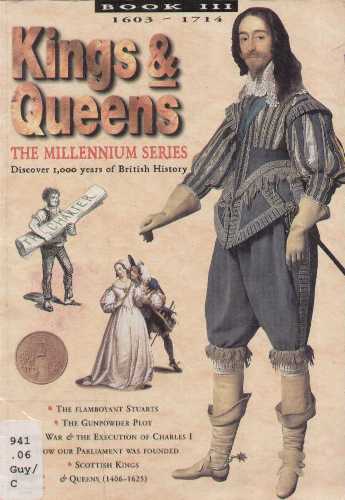 BOOK III
1603 - 1714
Kings &
Queens
THE MILLENNIUM SERIES
Discover 1,000 years of British History
THE CHARTER
• THE FLAMBOYANT STUARTS
• THE GUNPOWDER PLOT
WAR & THE EXECUTION OF CHARLES I
OW OUR PARLIAMENT WAS FOUNDED
• SCOTTISH KINGS
& QUEENS (1406-1625)
941
.06
Guy/
C